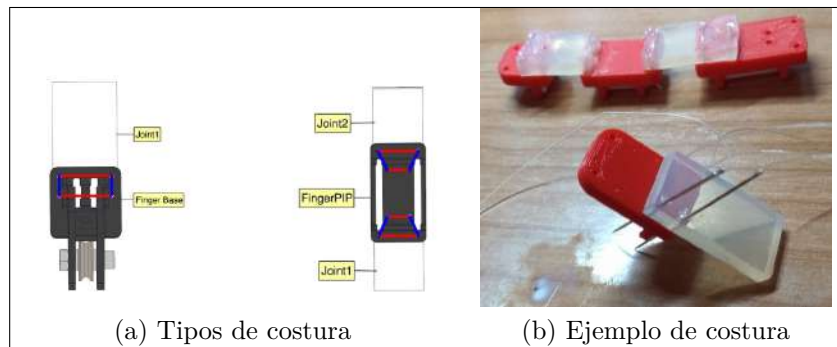 Joint1
Finger Base
Joint2
FingerPIP
Joint1
(a) Tipos de costura
(b) Ejemplo de costura